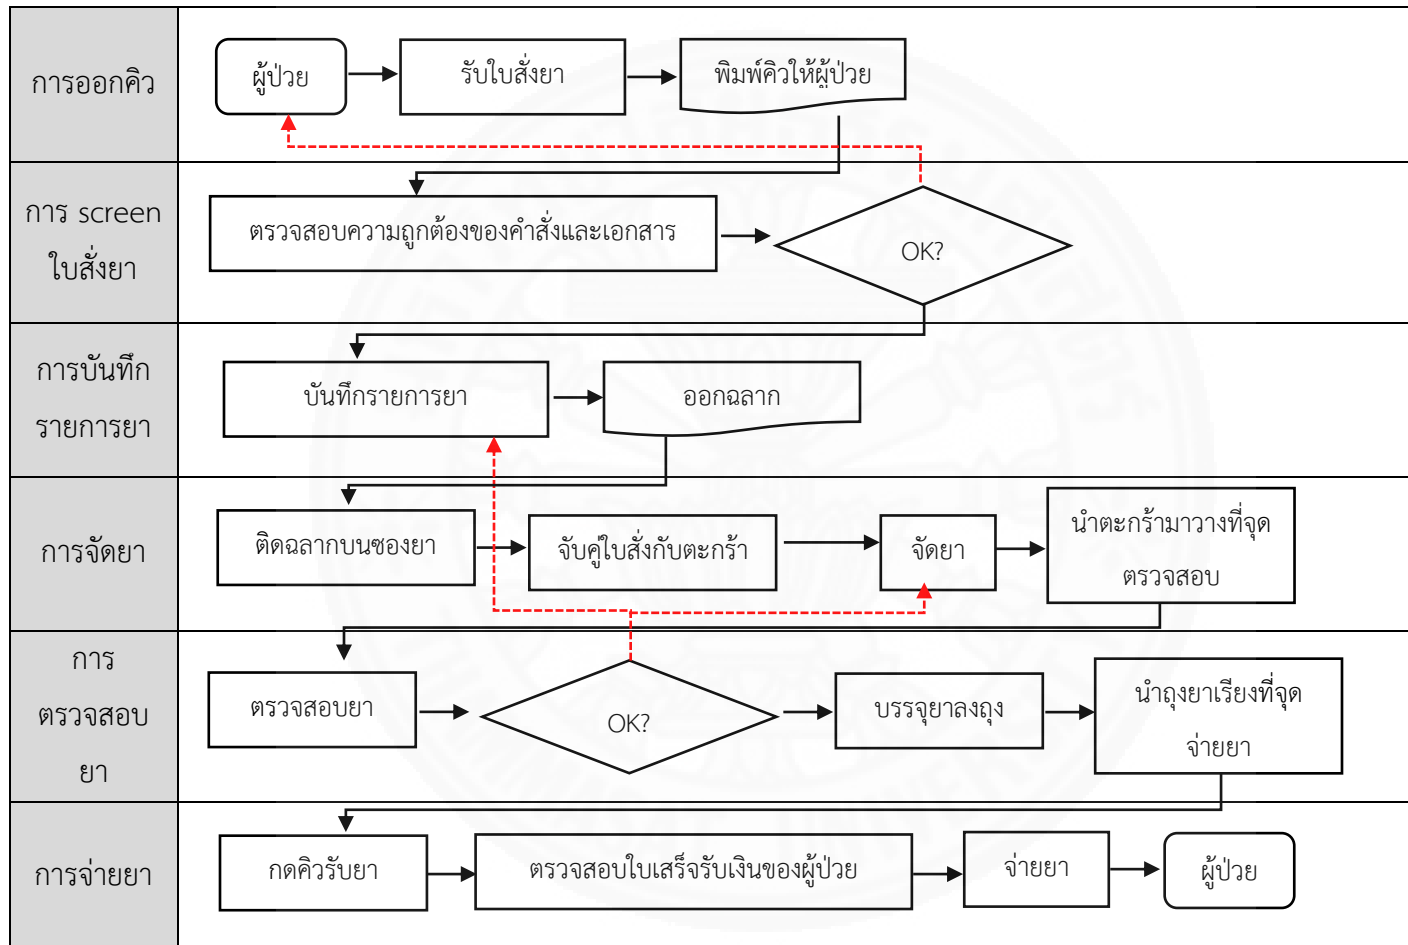 การออกคิว
ผู้ป่วย
รับใบสั่งยา
พิมพ์คิวให้ผู้ป่วย
การ screen
ใบสั่งยา
ตรวจสอบความถูกต้องของคำสั่งและเอกสาร
OK?
การบันทึก
รายการยา
บันทึกรายการยา
ออกฉลาก
การจัดยา
ติดฉลากบนซองยา
จับคู่ใบสั่งกับตะกร้า
จัดยา
นำตะกร้ามาวางที่จุด
ตรวจสอบ
การ
ตรวจสอบ
ยา
ตรวจสอบยา
OK?
บรรจุยาลงถุง
นำถุงยาเรียงที่จุด
จ่ายยา
การจ่ายยา
กดคิวรับยา
ตรวจสอบใบเสร็จรับเงินของผู้ป่วย
จ่ายยา
ผู้ป่วย